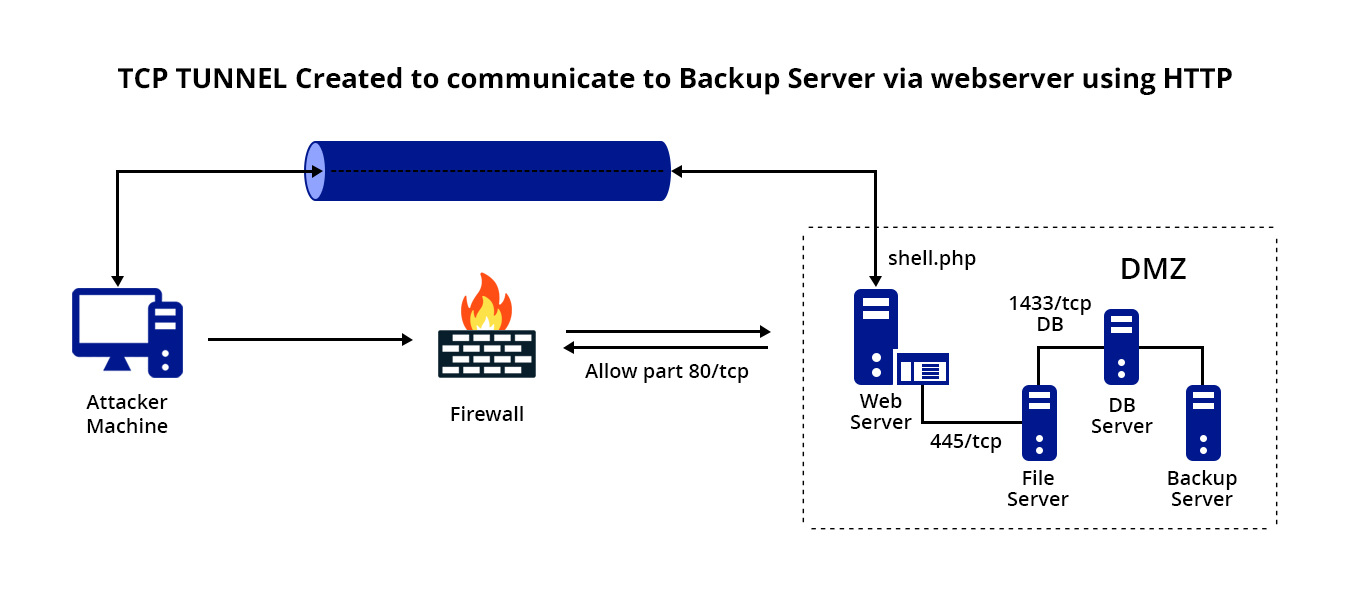 TCP TUNNEL Created to communicate to Backup Server via webserver using HTTP
shell.php
DMZ
1433/tcp
DB
Allow part 80/tcp
Attacker
Machine
Firewall
Web
Server
445/tcp
DB
Server
File
Server
Backup
Server